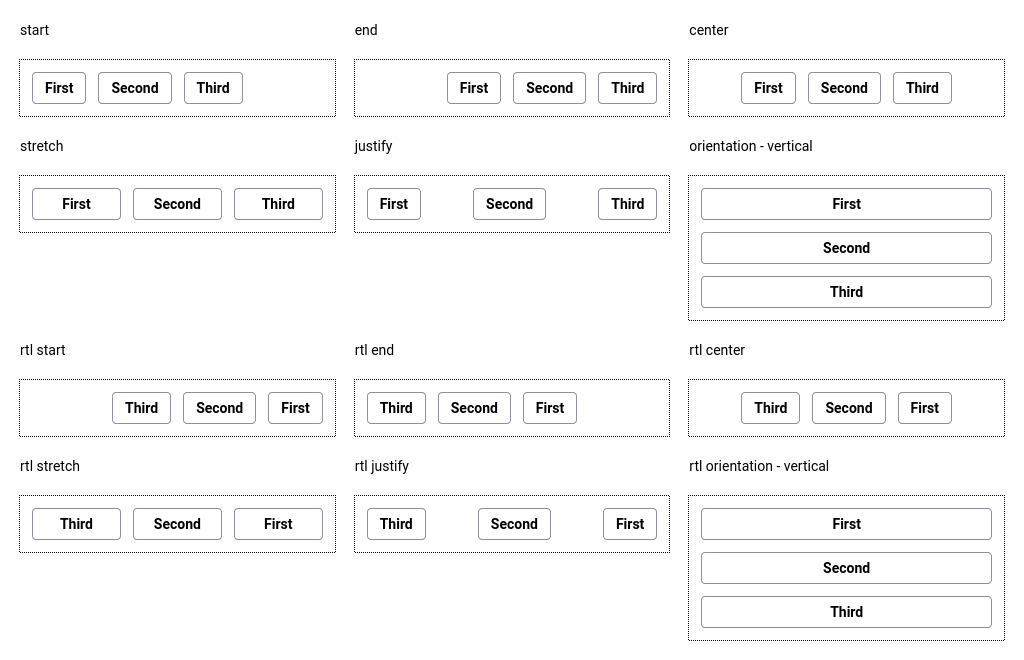 start
end
center
First Second Third
First Second Third
First Second Third
stretch
justify
orientation - vertical
First Second Third
First Second Third
First
Second
Third
rtl start
rtl end
rtl center
Third Second First
Third Second First
Third Second First
rtl stretch
rtl justify
rtl orientation - vertical
Third Second First
Third Second First
First
Second
Third